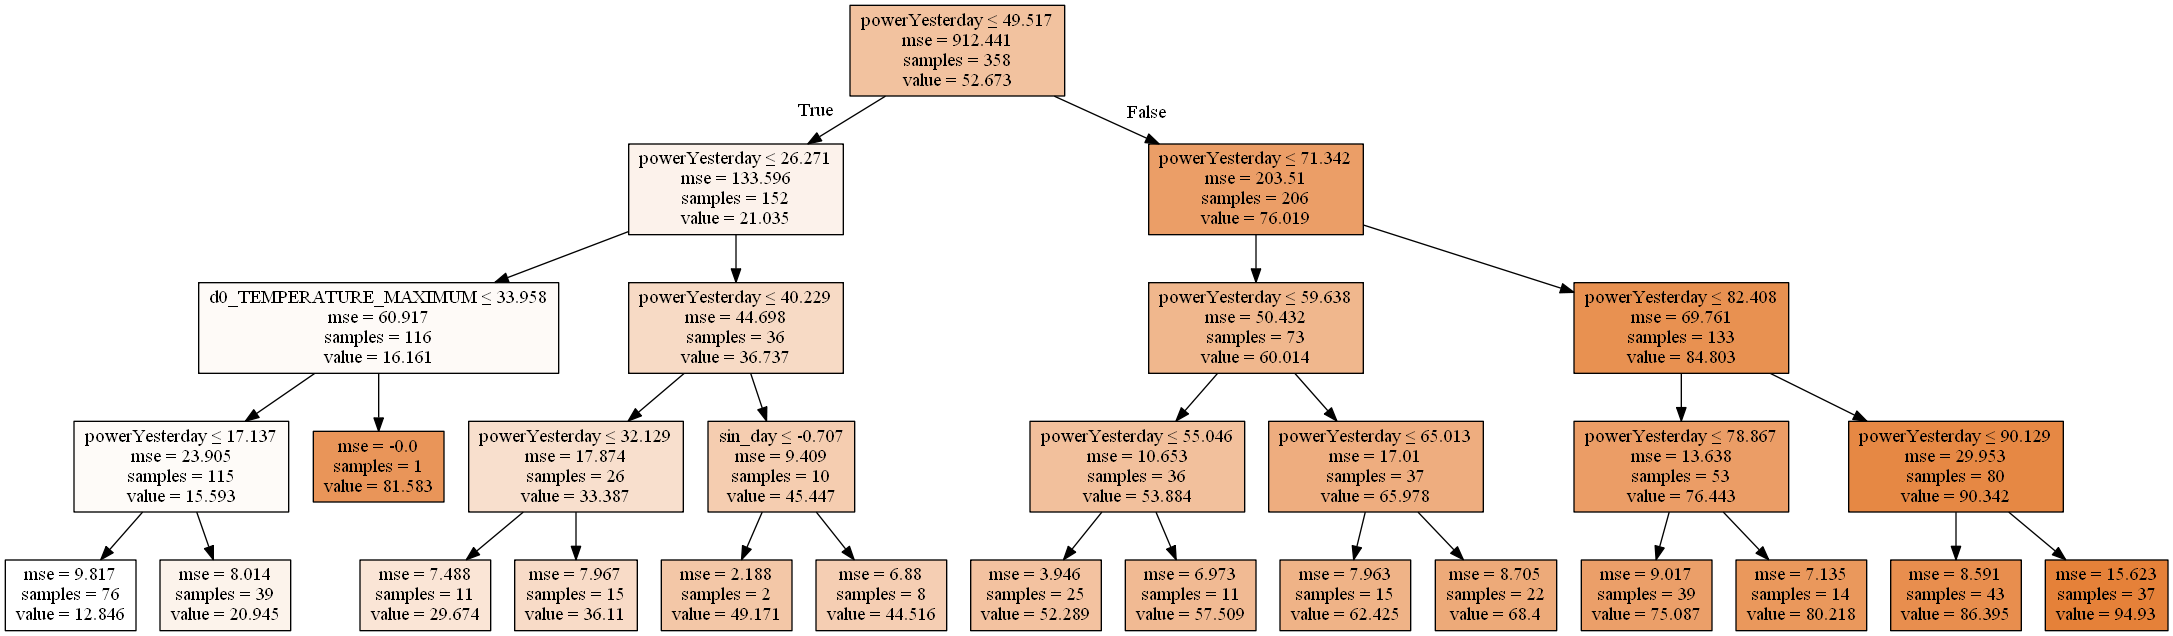 powerYesterday ≤ 49.517
mse = 912.441
samples = 358
value = 52.673
True
False
powerYesterday ≤ 26.271
mse = 133.596
samples = 152
value = 21.035
powerYesterday ≤ 71.342
mse = 203.51
samples = 206
value = 76.019
d0_TEMPERATURE_MAXIMUM ≤ 33.958
mse = 60.917
samples = 116
value = 16.161
powerYesterday ≤ 40.229
mse = 44.698
samples = 36
value = 36.737
powerYesterday ≤ 59.638
mse = 50.432
samples = 73
value = 60.014
powerYesterday ≤ 82.408
mse = 69.761
samples = 133
value = 84.803
powerYesterday ≤ 17.137
mse = 23.905
samples = 115
value = 15.593
mse = -0.0
samples = 1
value = 81.583
powerYesterday ≤ 32.129
mse = 17.874
samples = 26
value = 33.387
sin_day ≤ -0.707
mse = 9.409
samples = 10
value = 45.447
powerYesterday ≤ 55.046
mse = 10.653
samples = 36
value = 53.884
powerYesterday ≤ 65.013
mse = 17.01
samples = 37
value = 65.978
powerYesterday ≤ 78.867
mse = 13.638
samples = 53
value = 76.443
powerYesterday ≤ 90.129
mse = 29.953
samples = 80
value = 90.342
mse = 9.817
samples = 76
value = 12.846
mse = 8.014
samples = 39
value = 20.945
mse = 7.488
samples = 11
value = 29.674
mse = 7.967
samples = 15
value = 36.11
mse = 2.188
samples = 2
value = 49.171
mse = 6.88
samples = 8
value = 44.516
mse = 3.946
samples = 25
value = 52.289
mse = 6.973
samples = 11
value = 57.509
mse = 7.963
samples = 15
value = 62.425
mse = 8.705
samples = 22
value = 68.4
mse = 9.017
samples = 39
value = 75.087
mse = 7.135
samples = 14
value = 80.218
mse = 8.591
samples = 43
value = 86.395
mse = 15.623
samples = 37
value = 94.93